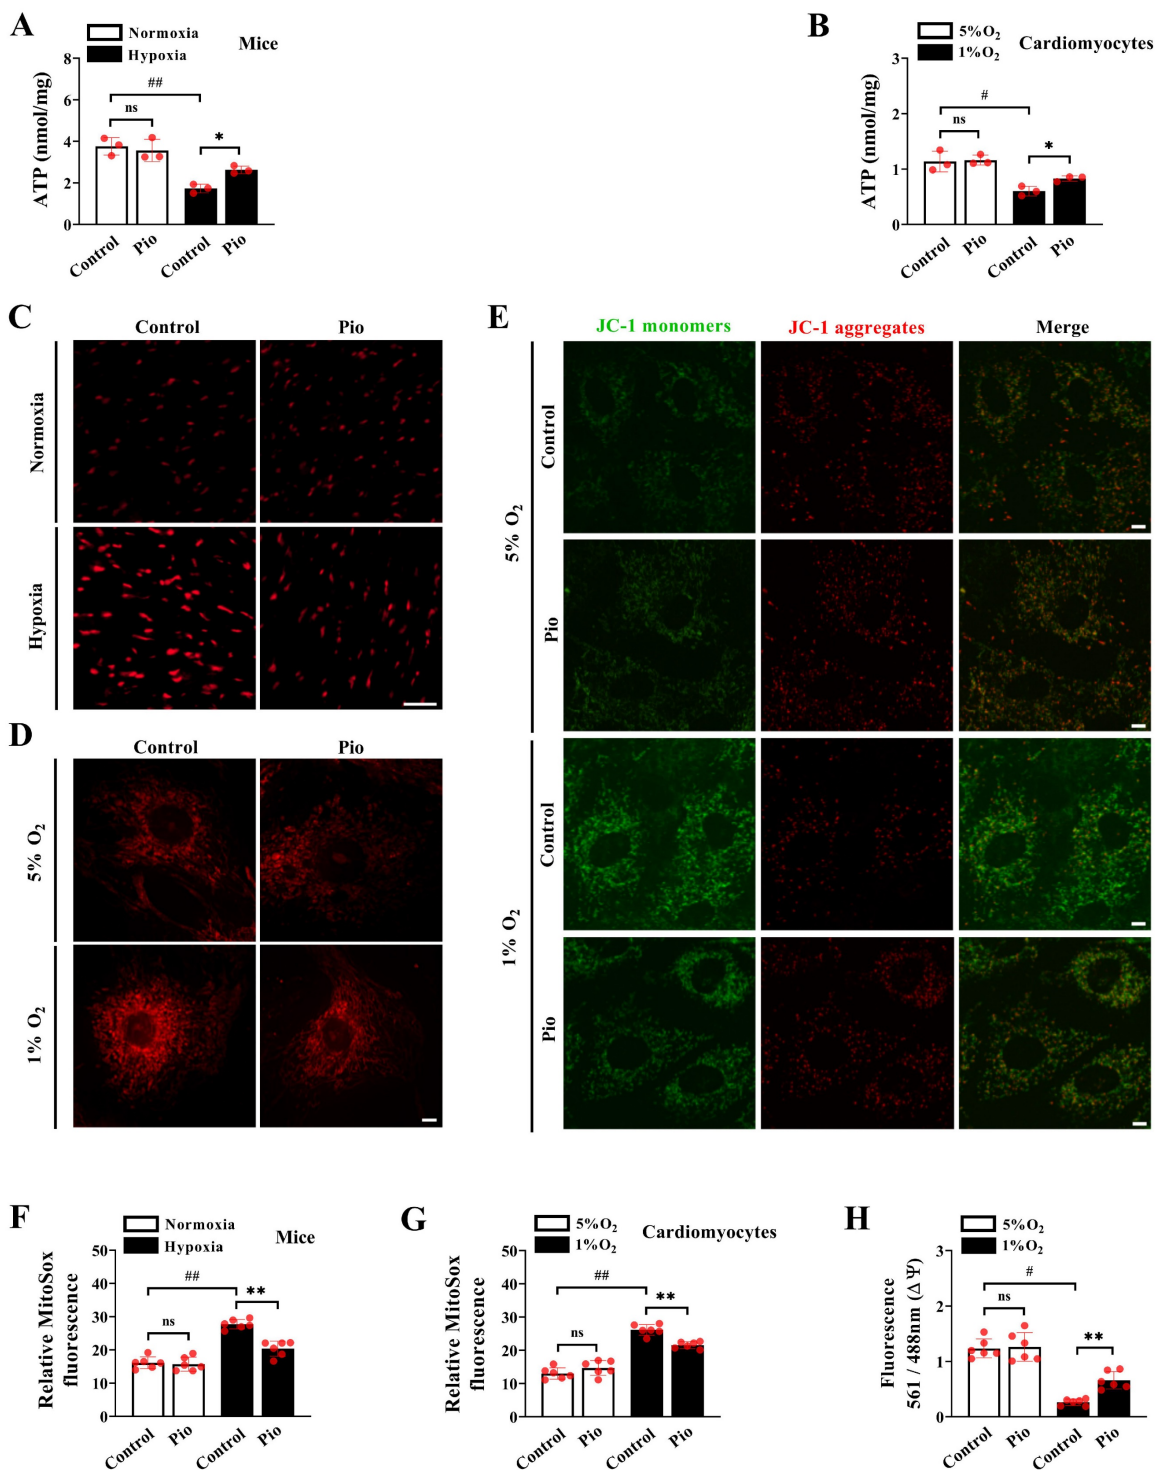 A
Normoxia
Hypoxia
Mice
ATP (nmol/mg)
8
6
4
2
0
##
ns
*
Control
Pio
Control
Pio
B
5%O₂
1%O₂
Cardiomyocytes
ATP (nmol/mg)
3
2
1
0
#
ns
*
Control
Pio
Control
Pio
C
Control
Pio
Normoxia
Hypoxia
D
Control
Pio
5% O₂
1% O₂
E
JC-1 monomers
JC-1 aggregates
Merge
5% O₂
Control
Pio
1% O₂
Control
Pio
F
Normoxia
Hypoxia
Mice
Relative MitoSox
fluorescence
50
40
30
20
10
0
##
ns
**
Control
Pio
Control
Pio
G
5%O₂
1%O₂
Cardiomyocytes
Relative MitoSox
fluorescence
50
40
30
20
10
0
##
ns
**
Control
Pio
Control
Pio
H
5%O₂
1%O₂
Fluorescence
561 / 488nm (ΔΨ)
3
2
1
0
#
ns
**
Control
Pio
Control
Pio